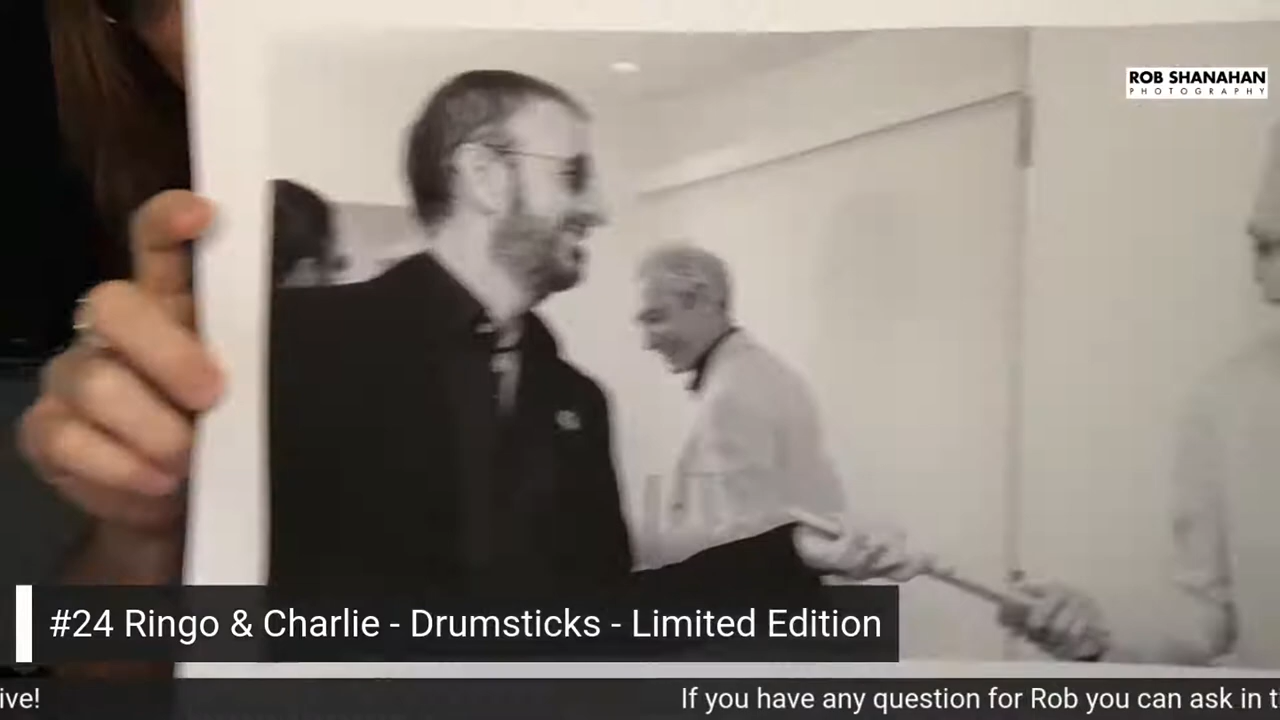 ROB SHANAHAN
PHOTOGRAPHY
#24 Ringo & Charlie - Drumsticks - Limited Edition
ive!
If you have any question for Rob you can ask in t